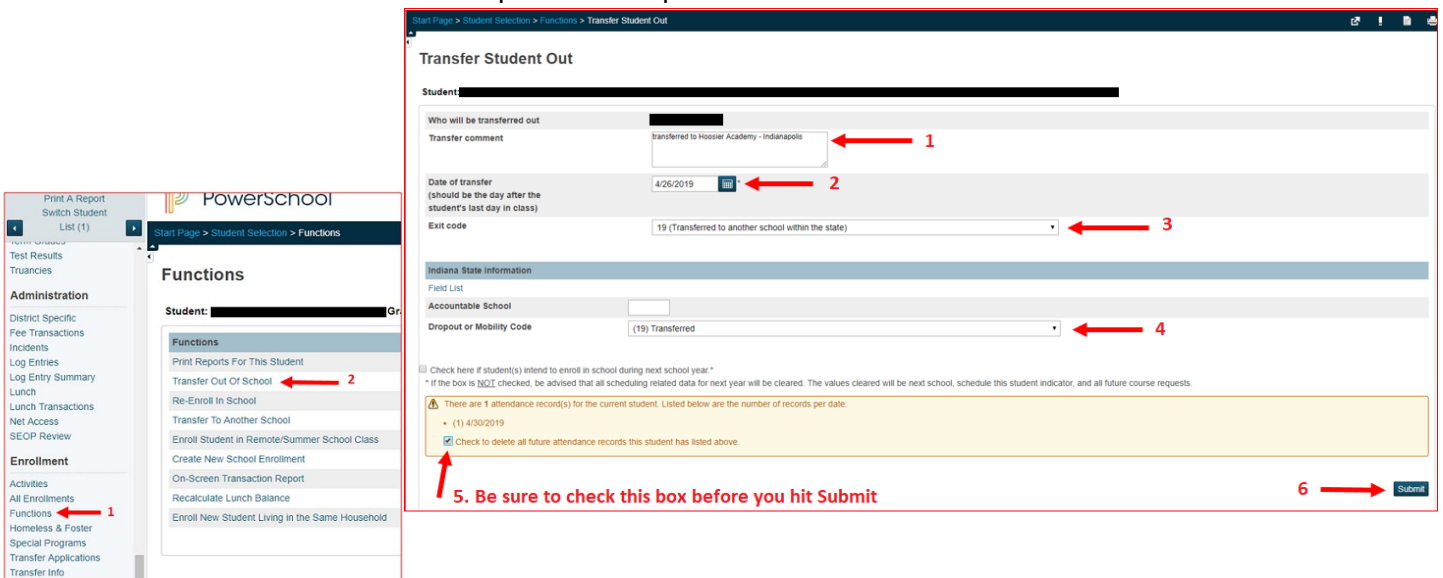 Print A Report
Switch Student
List (1)
Test Results
Truancies
Administration
District Specific
Fee Transactions
Incidents
Log Entries
Log Entry Summary
Lunch
Lunch Transactions
Net Access
SEOP Review
Enrollment
Activities
All Enrollments
Functions 1
Homeless & Foster
Special Programs
Transfer Applications
Transfer Info
PowerSchool
Start Page > Student Selection > Functions
Functions
Student: Gr
Functions
Print Reports For This Student
Transfer Out Of School 2
Re-Enroll In School
Transfer To Another School
Enroll Student in Remote/Summer School Class
Create New School Enrollment
On-Screen Transaction Report
Recalculate Lunch Balance
Enroll New Student Living in the Same Household
Start Page > Student Selection > Functions > Transfer Student Out
Transfer Student Out
Student:
Who will be transferred out
Transfer comment transferred to Hoosier Academy - Indianapolis 1
Date of transfer 4/26/2019 * 2
(should be the day after the
student's last day in class)
Exit code 19 (Transferred to another school within the state) 3
Indiana State Information
Field List
Accountable School
Dropout or Mobility Code (19) Transferred 4
Check here if student(s) intend to enroll in school during next school year.*
* If the box is NOT checked, be advised that all scheduling related data for next year will be cleared. The values cleared will be next school, schedule this student indicator, and all future course requests.
There are 1 attendance record(s) for the current student. Listed below are the number of records per date:
• (1) 4/30/2019
Check to delete all future attendance records this student has listed above.
5. Be sure to check this box before you hit Submit
6 Submit